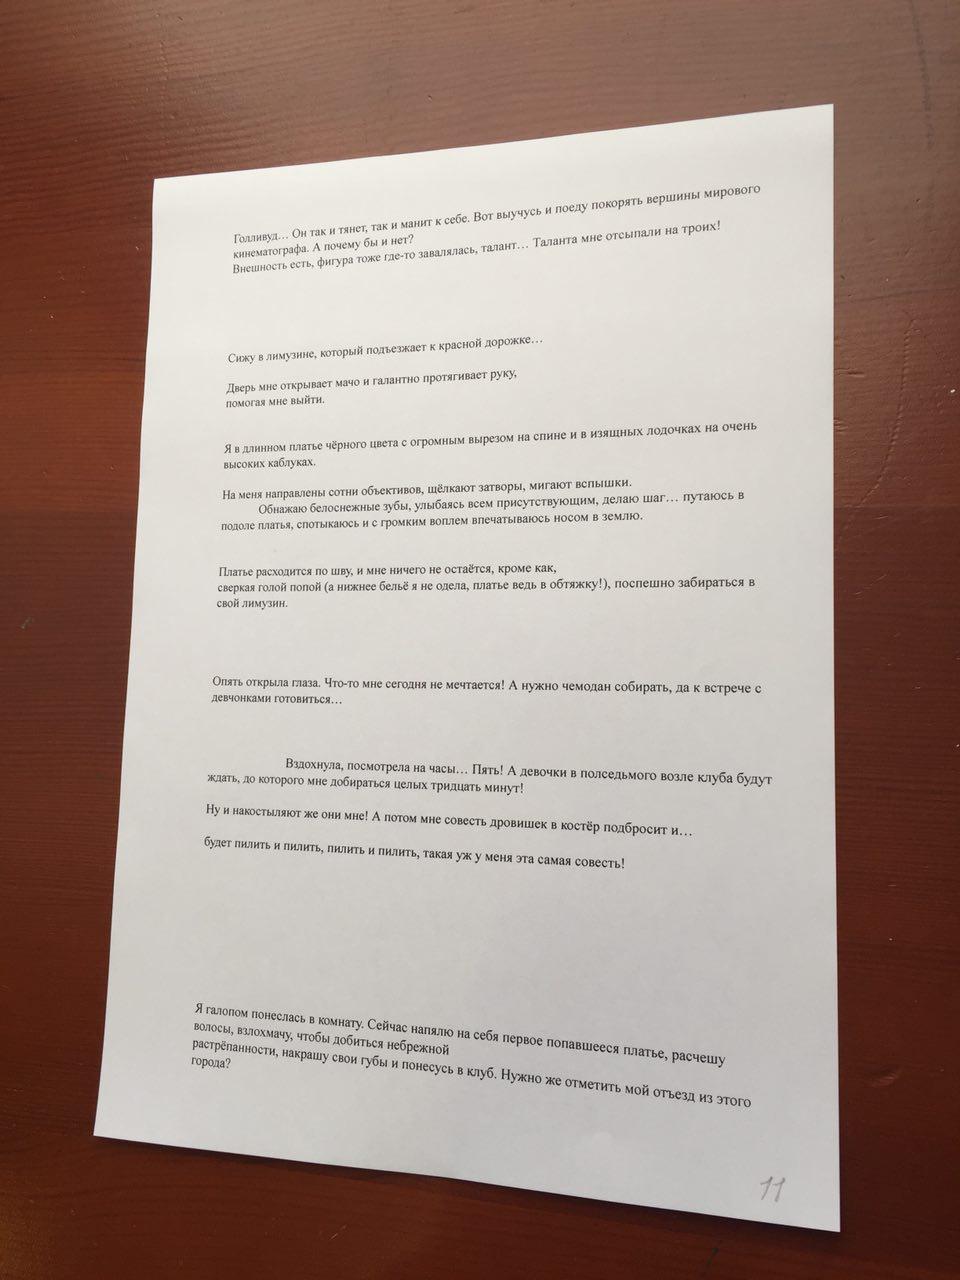 Голливуд… Он так и тянет, так и манит к себе. Вот выучусь и поеду покорять вершины мирового
кинематографа. А почему бы и нет?
Внешность есть, фигура тоже где-то завалялась, талант… Таланта мне отсыпали на троих!
Сижу в лимузине, который подъезжает к красной дорожке…
Дверь мне открывает мачо и галантно протягивает руку,
помогая мне выйти.
Я в длинном платье чёрного цвета с огромным вырезом на спине и в изящных лодочках на очень
высоких каблуках.
На меня направлены сотни объективов, щёлкают затворы, мигают вспышки.
Обнажаю белоснежные зубы, улыбаясь всем присутствующим, делаю шаг… путаюсь в
подоле платья, спотыкаюсь и с громким воплем впечатываюсь носом в землю.
Платье расходится по шву, и мне ничего не остаётся, кроме как,
сверкая голой попой (а нижнее бельё я не одела, платье ведь в обтяжку!), поспешно забираться в
свой лимузин.
Опять открыла глаза. Что-то мне сегодня не мечтается! А нужно чемодан собирать, да к встрече с
девчонками готовиться…
Вздохнула, посмотрела на часы… Пять! А девочки в полседьмого возле клуба будут
ждать, до которого мне добираться целых тридцать минут!
Ну и накостыляют же они мне! А потом мне совесть дровишек в костёр подбросит и…
будет пилить и пилить, пилить и пилить, такая уж у меня эта самая совесть!
Я галопом понеслась в комнату. Сейчас напялю на себя первое попавшееся платье, расчешу
волосы, взлохмачу, чтобы добиться небрежной
растрёпанности, накрашу свои губы и понесусь в клуб. Нужно же отметить мой отъезд из этого
города?
11